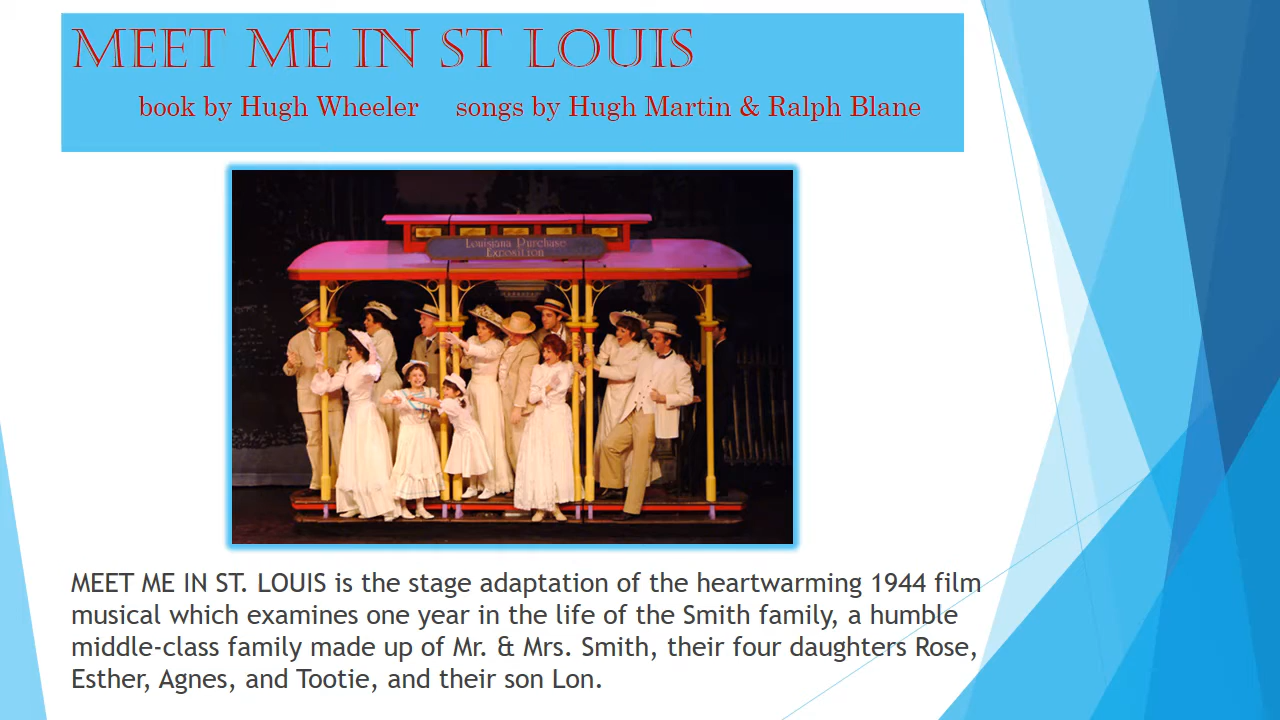 MEET ME IN ST LOUIS
book by Hugh Wheeler songs by Hugh Martin & Ralph Blane
Louisiana Purchase
Exposition
MEET ME IN ST. LOUIS is the stage adaptation of the heartwarming 1944 film
musical which examines one year in the life of the Smith family, a humble
middle-class family made up of Mr. & Mrs. Smith, their four daughters Rose,
Esther, Agnes, and Tootie, and their son Lon.